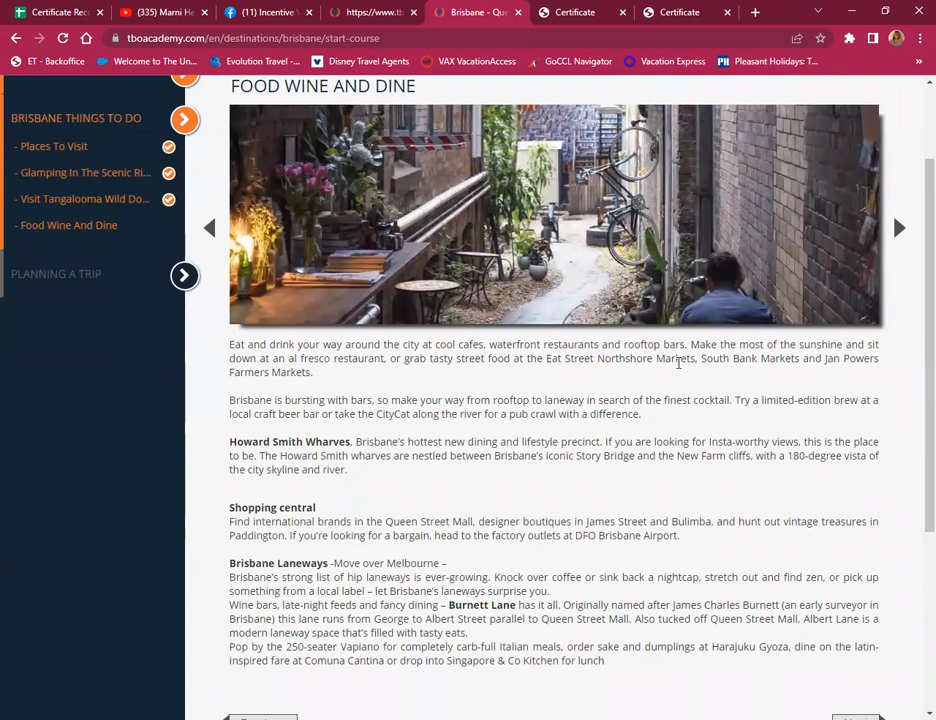 Certificate Rec
(335) Marni He
(11) Incentive
https://www.tb
Brisbane - Que
Certificate
Certificate
tboacademy.com/en/destinations/brisbane/start-course
ET - Backoffice
Welcome to The Un...
Evolution Travel -...
Disney Travel Agents
VAX VacationAccess
GoCCL Navigator
Vacation Express
Pleasant Holidays: T...
»
BRISBANE THINGS TO DO
- Places To Visit
- Glamping In The Scenic Ri...
- Visit Tangalooma Wild Do...
- Food Wine And Dine
PLANNING A TRIP
FOOD WINE AND DINE
Eat and drink your way around the city at cool cafes, waterfront restaurants and rooftop bars. Make the most of the sunshine and sit
down at an al fresco restaurant, or grab tasty street food at the Eat Street Northshore Markets, South Bank Markets and Jan Powers
Farmers Markets.
Brisbane is bursting with bars, so make your way from rooftop to laneway in search of the finest cocktail. Try a limited-edition brew at a
local craft beer bar or take the CityCat along the river for a pub crawl with a difference.
Howard Smith Wharves, Brisbane's hottest new dining and lifestyle precinct. If you are looking for Insta-worthy views, this is the place
to be. The Howard Smith wharves are nestled between Brisbane's iconic Story Bridge and the New Farm cliffs, with a 180-degree vista of
the city skyline and river.
Shopping central
Find international brands in the Queen Street Mall, designer boutiques in James Street and Bulimba, and hunt out vintage treasures in
Paddington. If you're looking for a bargain, head to the factory outlets at DFO Brisbane Airport.
Brisbane Laneways -Move over Melbourne –
Brisbane's strong list of hip laneways is ever-growing. Knock over coffee or sink back a nightcap, stretch out and find zen, or pick up
something from a local label – let Brisbane's laneways surprise you.
Wine bars, late-night feeds and fancy dining – Burnett Lane has it all. Originally named after James Charles Burnett (an early surveyor in
Brisbane) this lane runs from George to Albert Street parallel to Queen Street Mall. Also tucked off Queen Street Mall, Albert Lane is a
modern laneway space that's filled with tasty eats.
Pop by the 250-seater Vapiano for completely carb-full Italian meals, order sake and dumplings at Harajuku Gyoza, dine on the latin-
inspired fare at Comuna Cantina or drop into Singapore & Co Kitchen for lunch